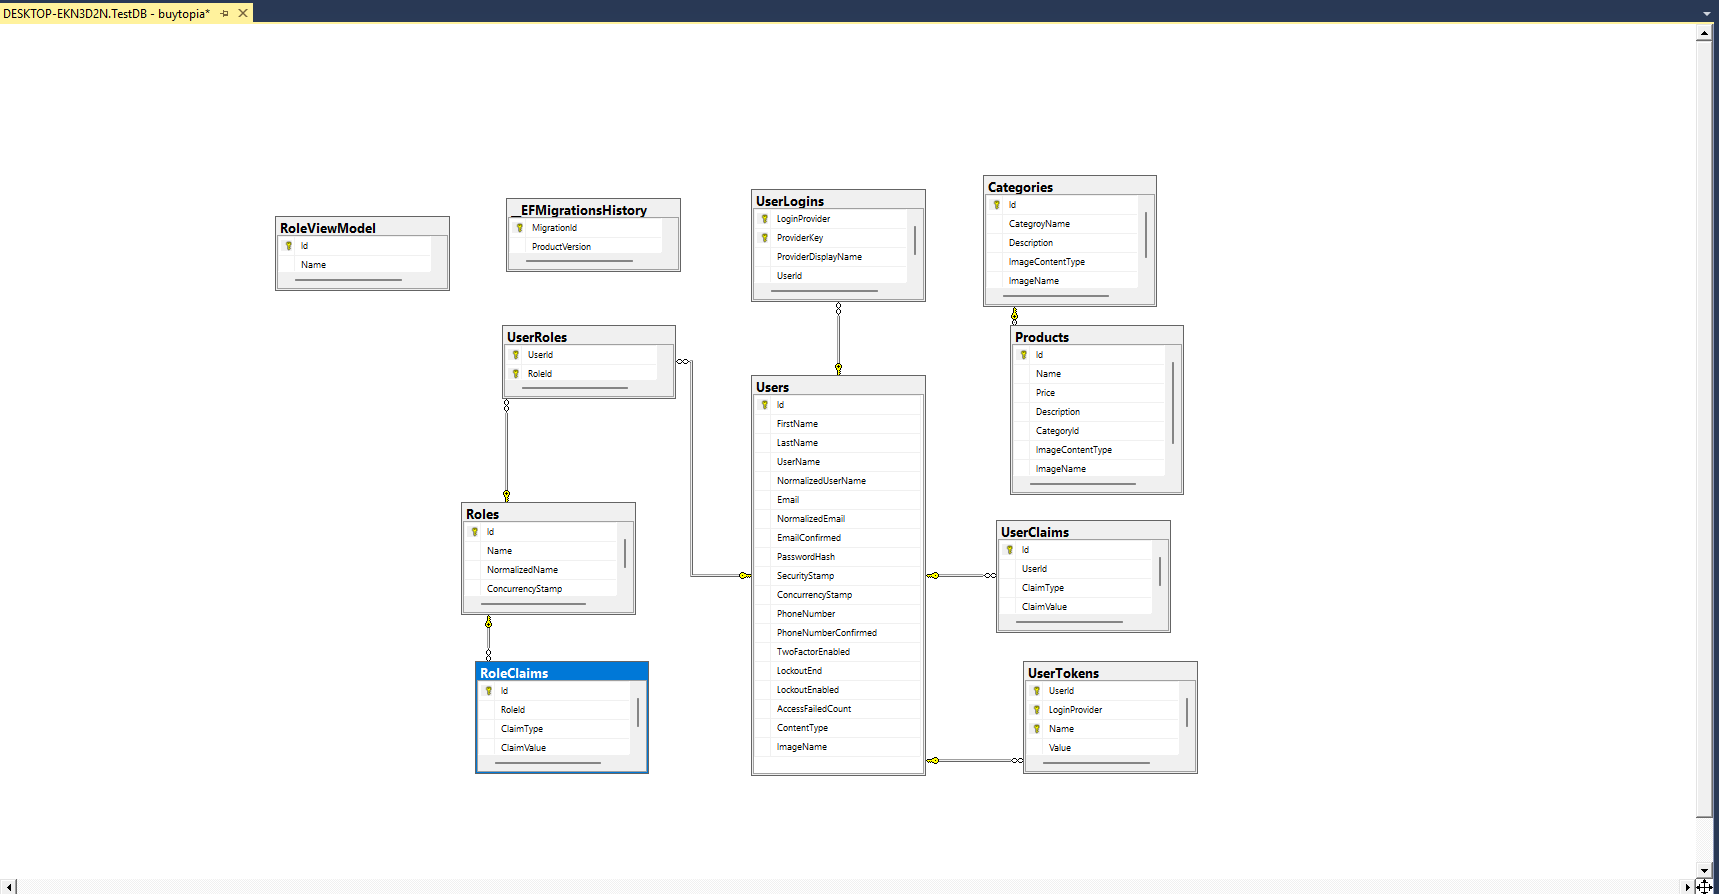 DESKTOP-EKN3D2N.TestDB - buytopia*
RoleViewModel
Id
Name
__EFMigrationsHistory
MigrationId
ProductVersion
UserLogins
LoginProvider
ProviderKey
ProviderDisplayName
UserId
Categories
Id
CategroyName
Description
ImageContentType
ImageName
UserRoles
UserId
RoleId
Products
Id
Name
Price
Description
CategoryId
ImageContentType
ImageName
Users
Id
FirstName
LastName
UserName
NormalizedUserName
Email
NormalizedEmail
EmailConfirmed
PasswordHash
SecurityStamp
ConcurrencyStamp
PhoneNumber
PhoneNumberConfirmed
TwoFactorEnabled
LockoutEnd
LockoutEnabled
AccessFailedCount
ContentType
ImageName
Roles
Id
Name
NormalizedName
ConcurrencyStamp
UserClaims
Id
UserId
ClaimType
ClaimValue
RoleClaims
Id
RoleId
ClaimType
ClaimValue
UserTokens
UserId
LoginProvider
Name
Value